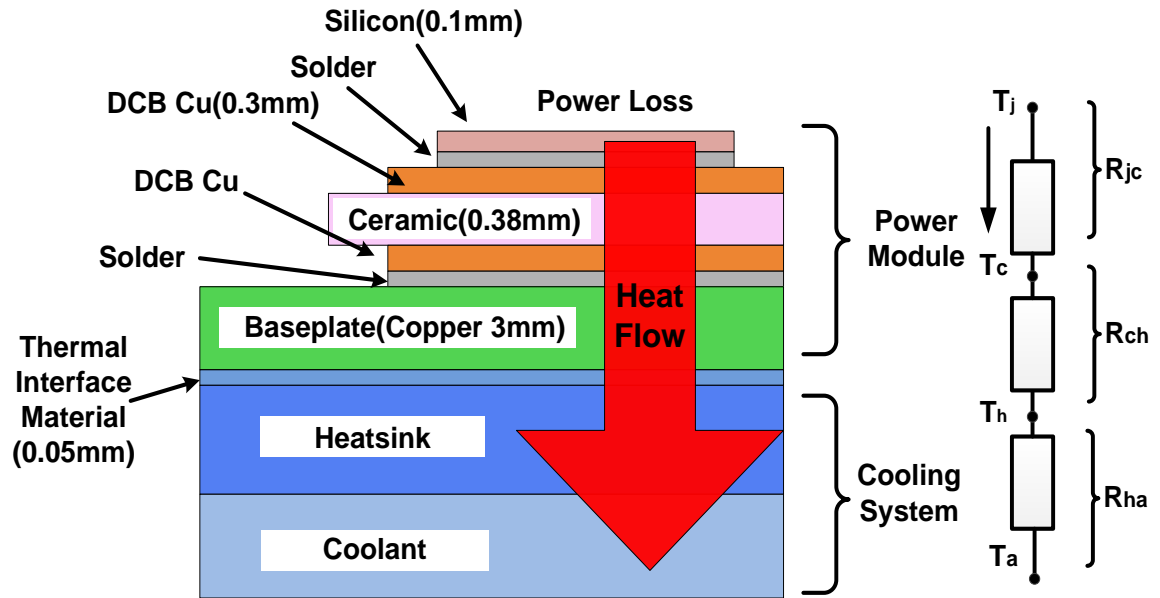 Silicon(0.1mm)
Solder
DCB Cu(0.3mm)
DCB Cu
Solder
Thermal
Interface
Material
(0.05mm)
Power Loss
Ceramic(0.38mm)
Baseplate(Copper 3mm)
Heatsink
Coolant
Heat
Flow
Power
Module
Cooling
System
Tj
Rjc
Tc
Rch
Th
Rha
Ta